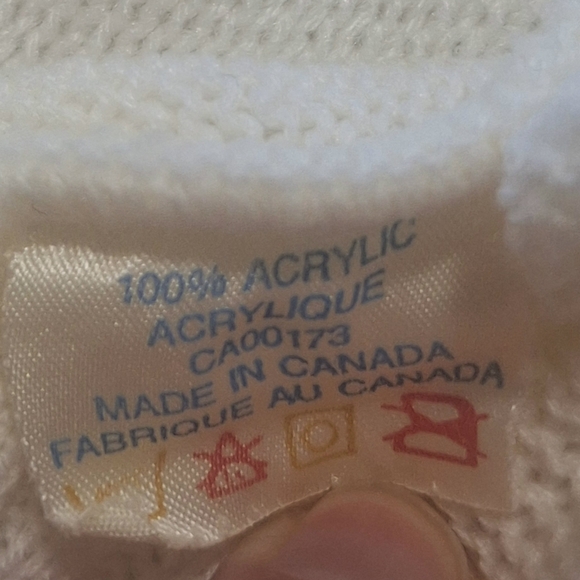 100% ACRYLIC
ACRYLIQUE
CA00173
MADE IN CANADA
FABRIQUE AU CANADA